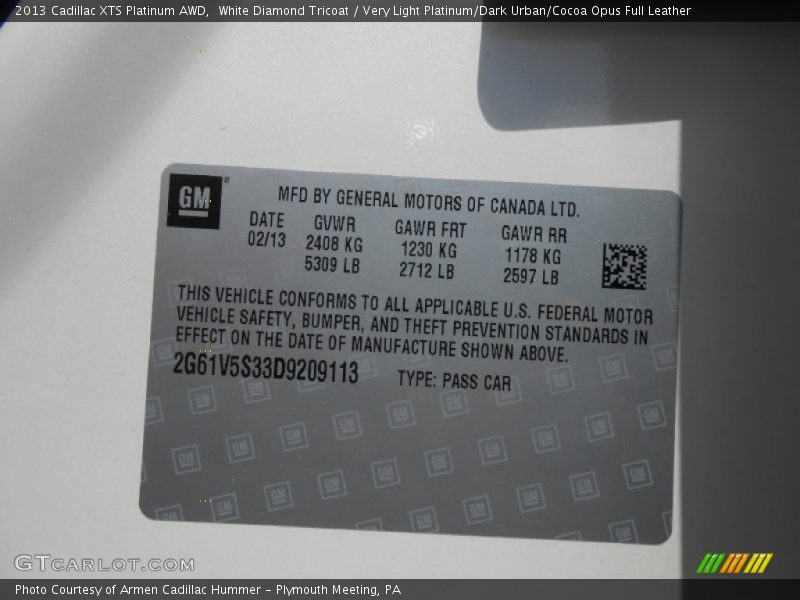 2013 Cadillac XTS Platinum AWD,  White Diamond Tricoat / Very Light Platinum/Dark Urban/Cocoa Opus Full Leather
GM®
MFD BY GENERAL MOTORS OF CANADA LTD.
DATE GVWR GAWR FRT GAWR RR
02/13 2408 KG 1230 KG 1178 KG
5309 LB 2712 LB 2597 LB
THIS VEHICLE CONFORMS TO ALL APPLICABLE U.S. FEDERAL MOTOR
VEHICLE SAFETY, BUMPER, AND THEFT PREVENTION STANDARDS IN
EFFECT ON THE DATE OF MANUFACTURE SHOWN ABOVE.
2G61V5S33D9209113 TYPE: PASS CAR
GTCARLOT.COM
Photo Courtesy of Armen Cadillac Hummer – Plymouth Meeting, PA